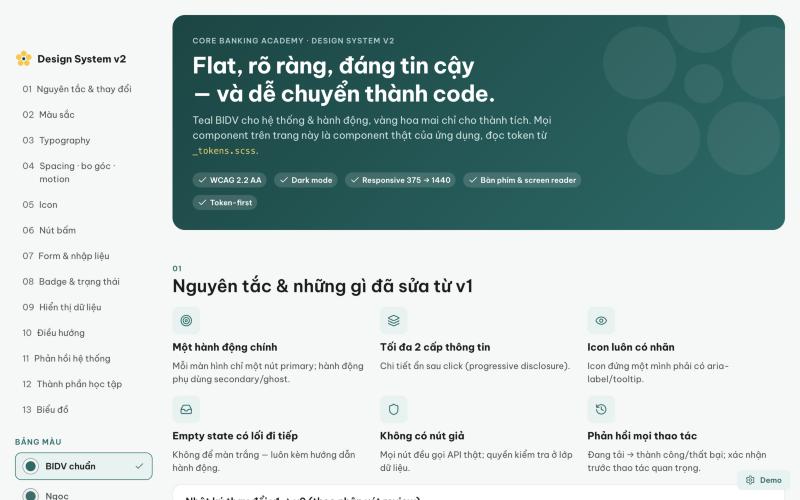 Design System v2
01 Nguyên tắc & thay đổi
02 Màu sắc
03 Typography
04 Spacing · bo góc ·
motion
05 Icon
06 Nút bấm
07 Form & nhập liệu
08 Badge & trạng thái
09 Hiển thị dữ liệu
10 Điều hướng
11 Phản hồi hệ thống
12 Thành phần học tập
13 Biểu đồ
BẢNG MÀU
BIDV chuẩn
Ngọc
CORE BANKING ACADEMY · DESIGN SYSTEM V2
Flat, rõ ràng, đáng tin cậy
— và dễ chuyển thành code.
Teal BIDV cho hệ thống & hành động, vàng hoa mai chỉ cho thành tích. Mọi
component trên trang này là component thật của ứng dụng, đọc token từ
_tokens.scss.
WCAG 2.2 AA
Dark mode
Responsive 375 → 1440
Bàn phím & screen reader
Token-first
01
Nguyên tắc & những gì đã sửa từ v1
Một hành động chính
Mỗi màn hình chỉ một nút primary; hành động
phụ dùng secondary/ghost.
Tối đa 2 cấp thông tin
Chi tiết ẩn sau click (progressive disclosure).
Icon luôn có nhãn
Icon đứng một mình phải có aria-
label/tooltip.
Empty state có lối đi tiếp
Không để màn trắng — luôn kèm hướng dẫn
hành động.
Không có nút giả
Mọi nút đều gọi API thật; quyền kiểm tra ở lớp
dữ liệu.
Phản hồi mọi thao tác
Đang tải → thành công/thất bại; xác nhận
trước thao tác quan trọng.
Demo